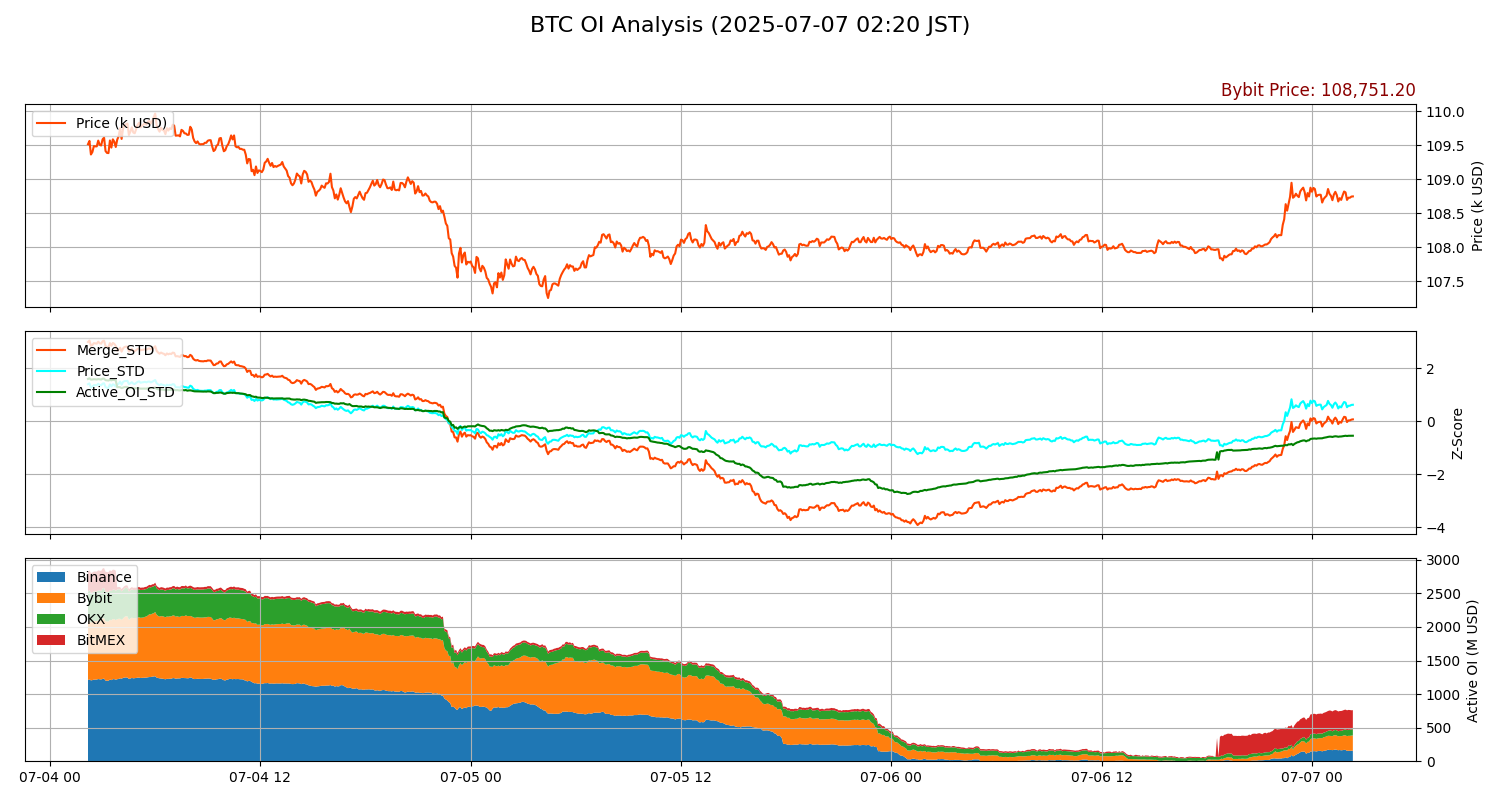 BTC OI Analysis (2025-07-07 02:20 JST)
Bybit Price: 108,751.20
Price (k USD)
110.0
109.5
109.0
108.5
108.0
107.5
Price (k USD)
Merge_STD
Price_STD
Active_OI_STD
2
0
−2
−4
Z-Score
Binance
Bybit
OKX
BitMEX
3000
2500
2000
1500
1000
500
0
Active OI (M USD)
07-04 00
07-04 12
07-05 00
07-05 12
07-06 00
07-06 12
07-07 00